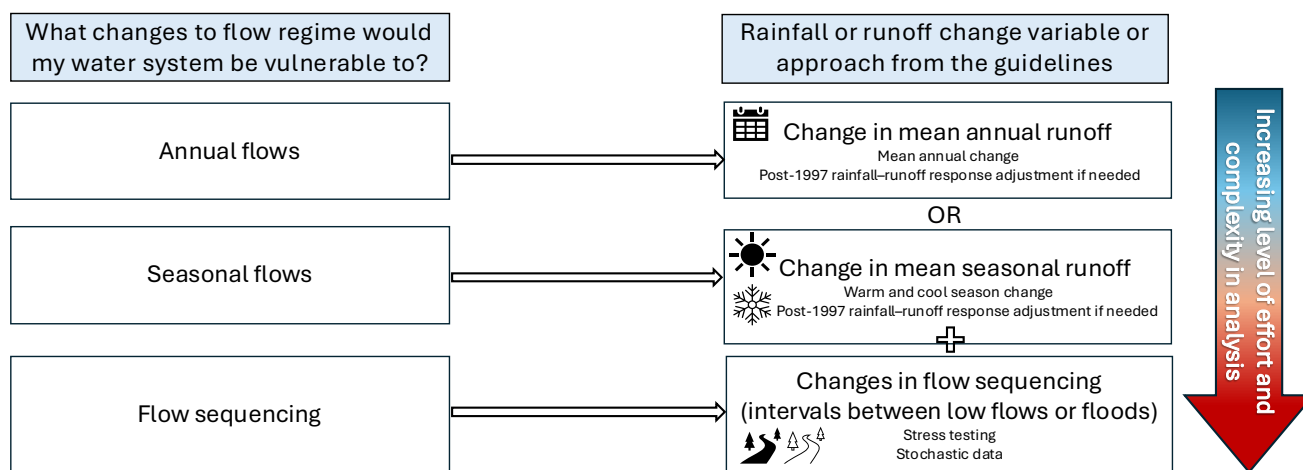 What changes to flow regime would
my water system be vulnerable to?
Rainfall or runoff change variable or
approach from the guidelines
Annual flows
Change in mean annual runoff
Mean annual change
Post-1997 rainfall–runoff response adjustment if needed
OR
Seasonal flows
Change in mean seasonal runoff
Warm and cool season change
Post-1997 rainfall–runoff response adjustment if needed
Flow sequencing
Changes in flow sequencing
(intervals between low flows or floods)
Stress testing
Stochastic data
Increasing level of effort and
complexity in analysis